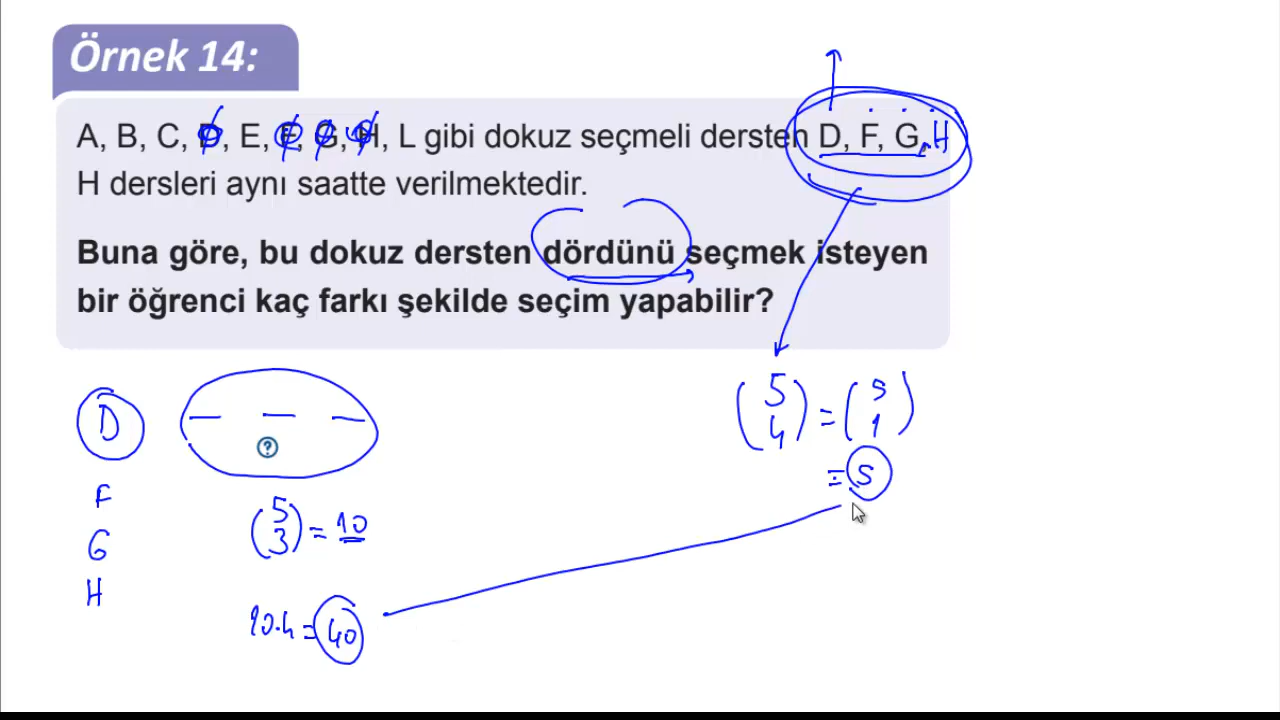 Örnek 14:
A, B, C, D, E, F, G, H, L gibi dokuz seçmeli dersten D, F, G, H
H dersleri aynı saatte verilmektedir.
Buna göre, bu dokuz dersten dördünü seçmek isteyen
bir öğrenci kaç farkı şekilde seçim yapabilir?
D
F
G
H
(5 3) = 10
10.4 = 40
(5 4) = (5 1)
= 5